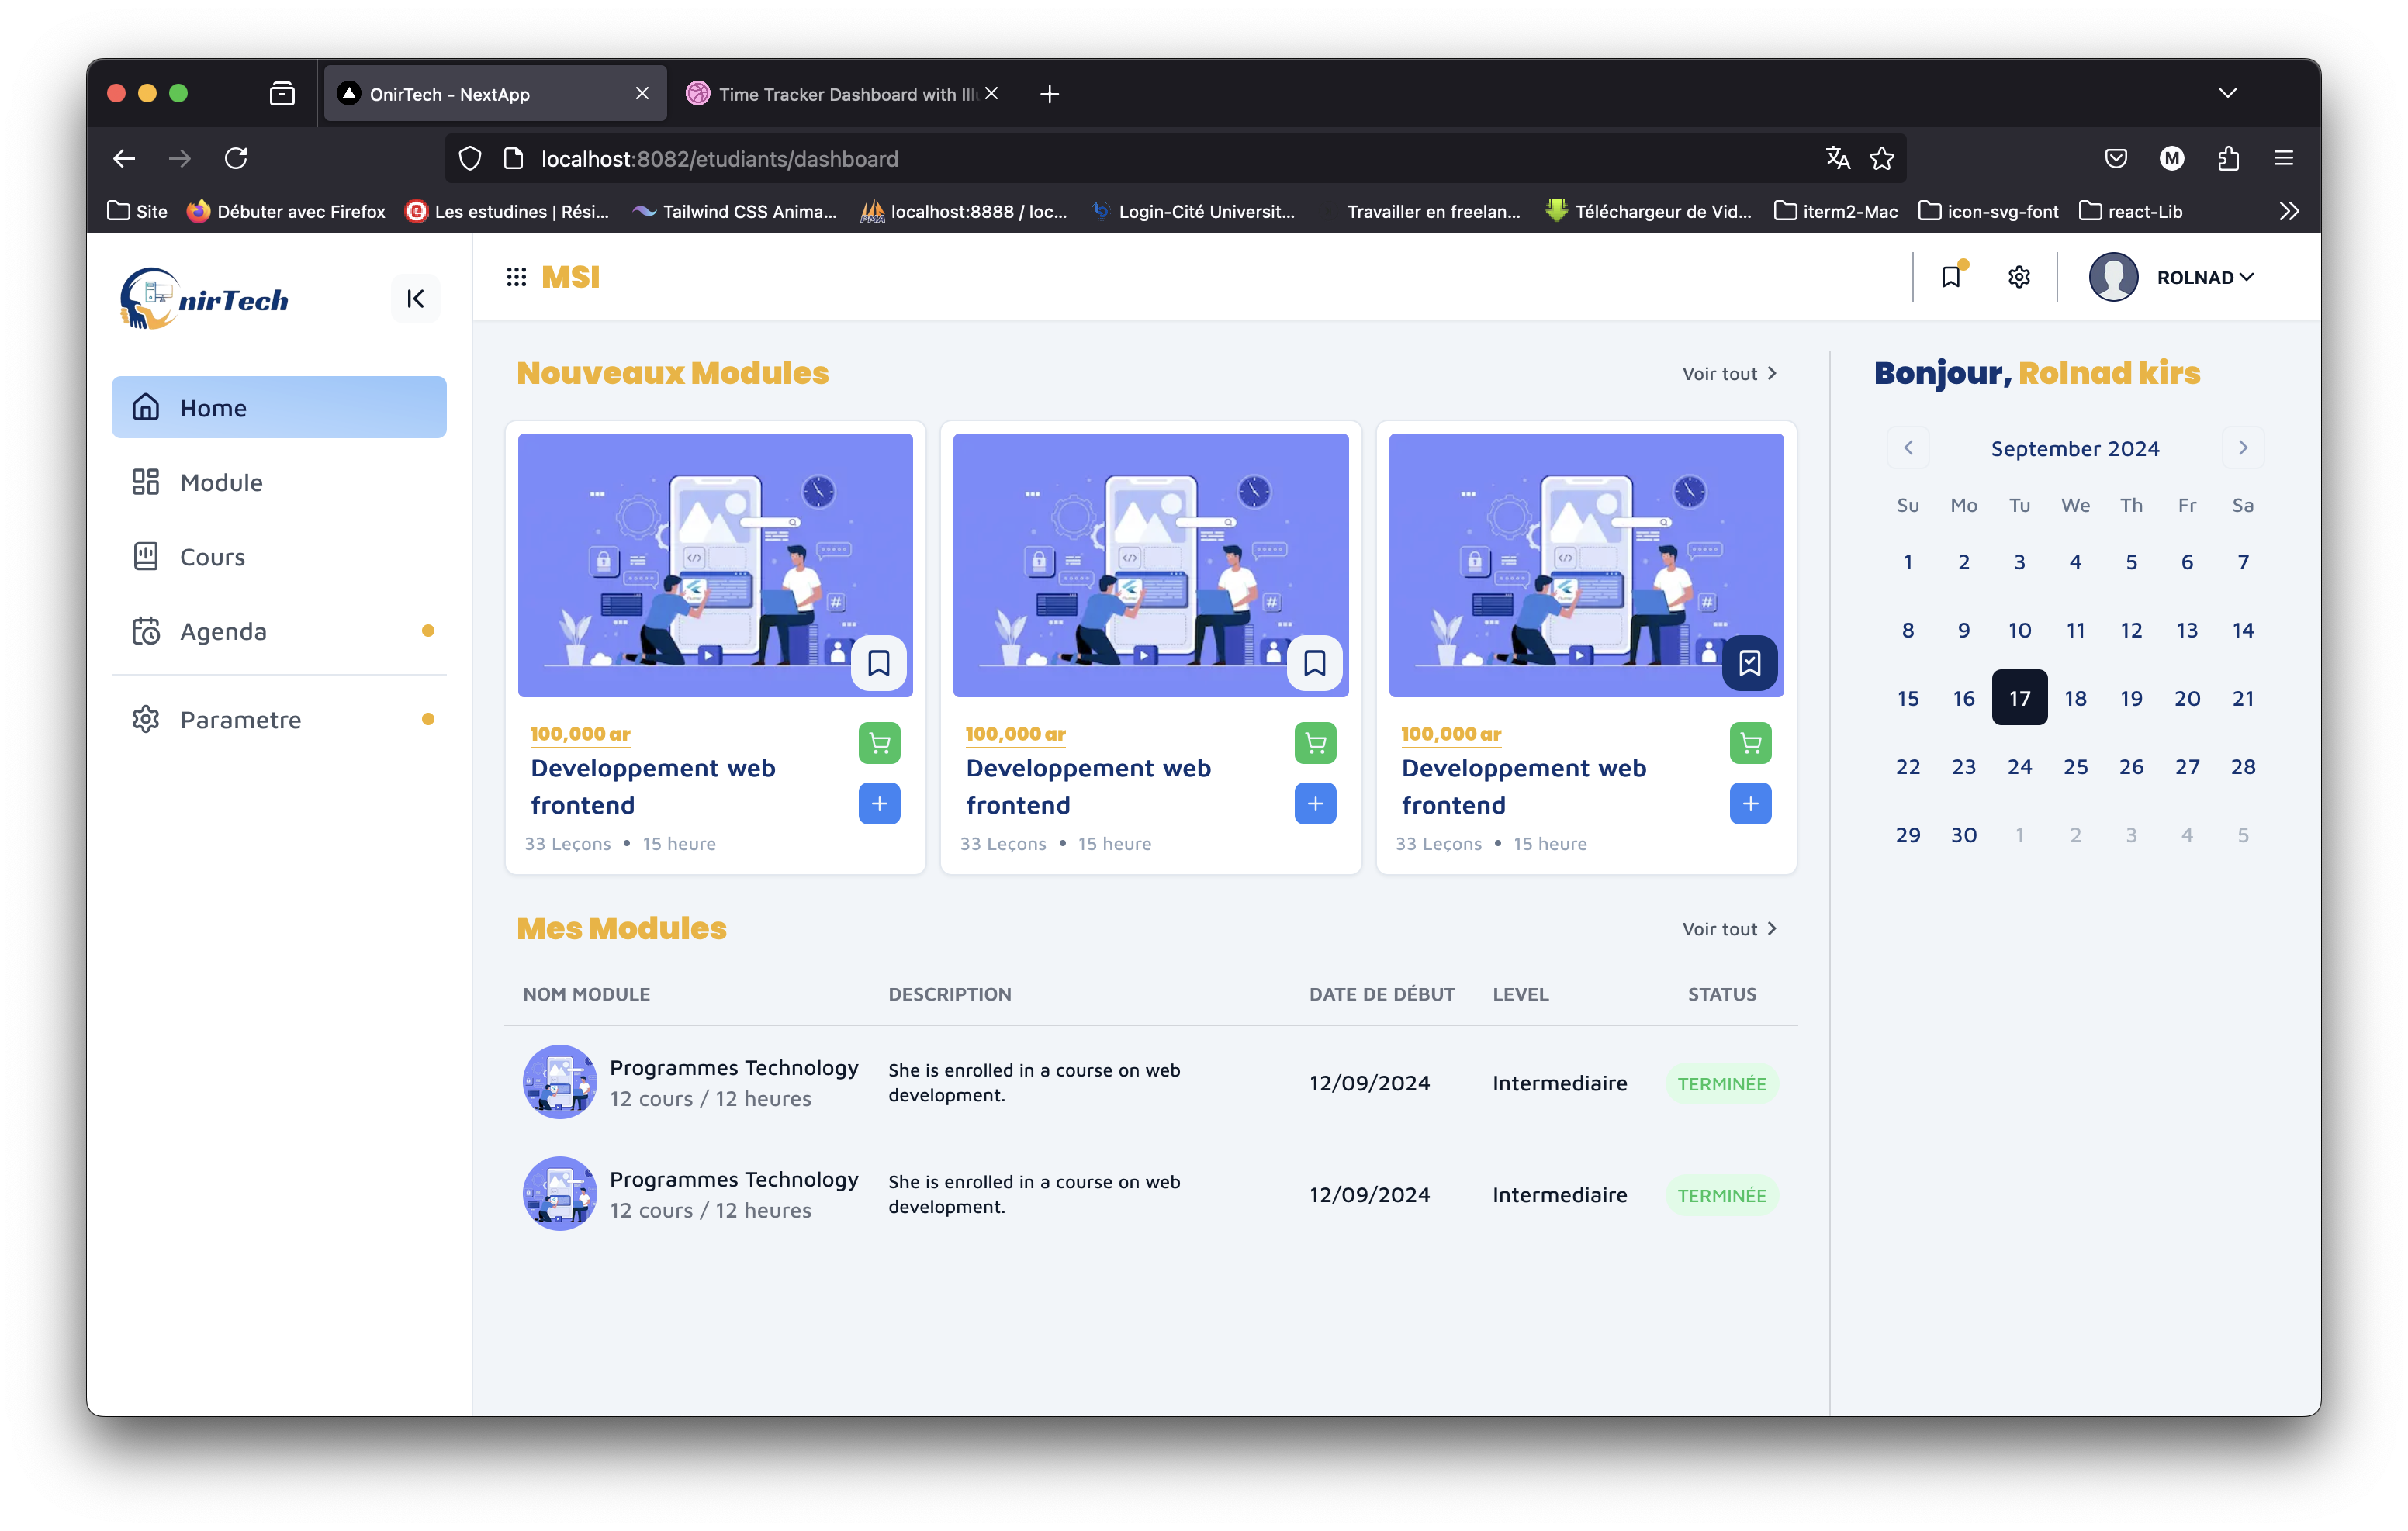 OnirTech - NextApp
Time Tracker Dashboard with Illu
localhost:8082/etudiants/dashboard
M
Site
Débuter avec Firefox
Les estudines | Rési...
Tailwind CSS Anima...
localhost:8888 / loc...
Login-Cité Universit...
Travailler en freelan...
Téléchargeur de Vid...
iterm2-Mac
icon-svg-font
react-Lib
nirTech
MSI
ROLNAD
Home
Module
Cours
Agenda
Parametre
Nouveaux Modules
Voir tout
100,000 ar
Developpement web
frontend
33 Leçons • 15 heure
100,000 ar
Developpement web
frontend
33 Leçons • 15 heure
100,000 ar
Developpement web
frontend
33 Leçons • 15 heure
Mes Modules
Voir tout
NOM MODULE DESCRIPTION DATE DE DÉBUT LEVEL STATUS
Programmes Technology
12 cours / 12 heures
She is enrolled in a course on web
development.
12/09/2024
Intermediaire
TERMINÉE
Programmes Technology
12 cours / 12 heures
She is enrolled in a course on web
development.
12/09/2024
Intermediaire
TERMINÉE
Bonjour, Rolnad kirs
September 2024
Su Mo Tu We Th Fr Sa
1 2 3 4 5 6 7
8 9 10 11 12 13 14
15 16 17 18 19 20 21
22 23 24 25 26 27 28
29 30 1 2 3 4 5